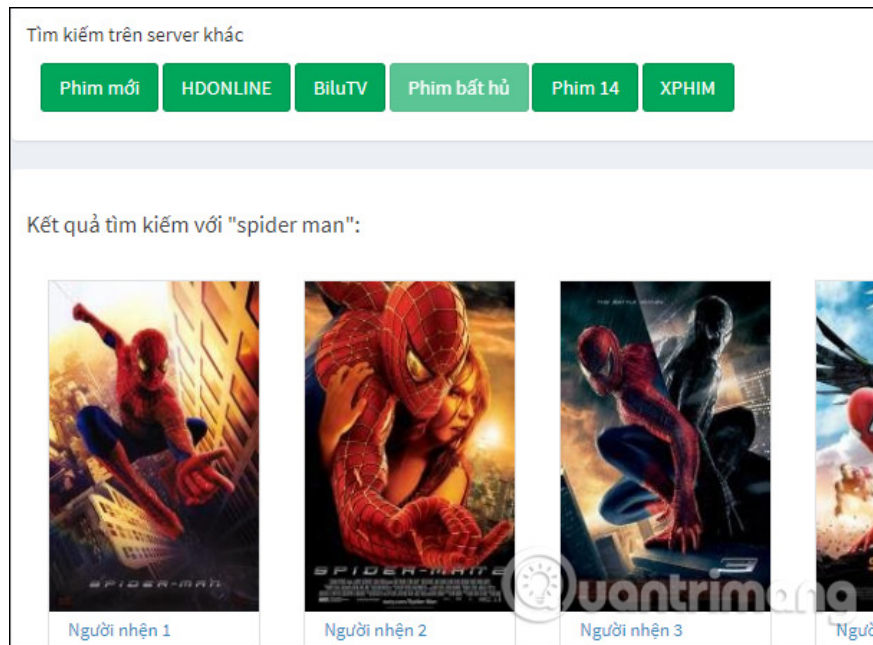 Tìm kiếm trên server khác
Phim mới HDONLINE BiluTV Phim bất hủ Phim 14 XPHIM
Kết quả tìm kiếm với "spider man":
SPIDER-MAN
SPIDER-MAN 2
3
Quantrimang
Người nhện 1 Người nhện 2 Người nhện 3